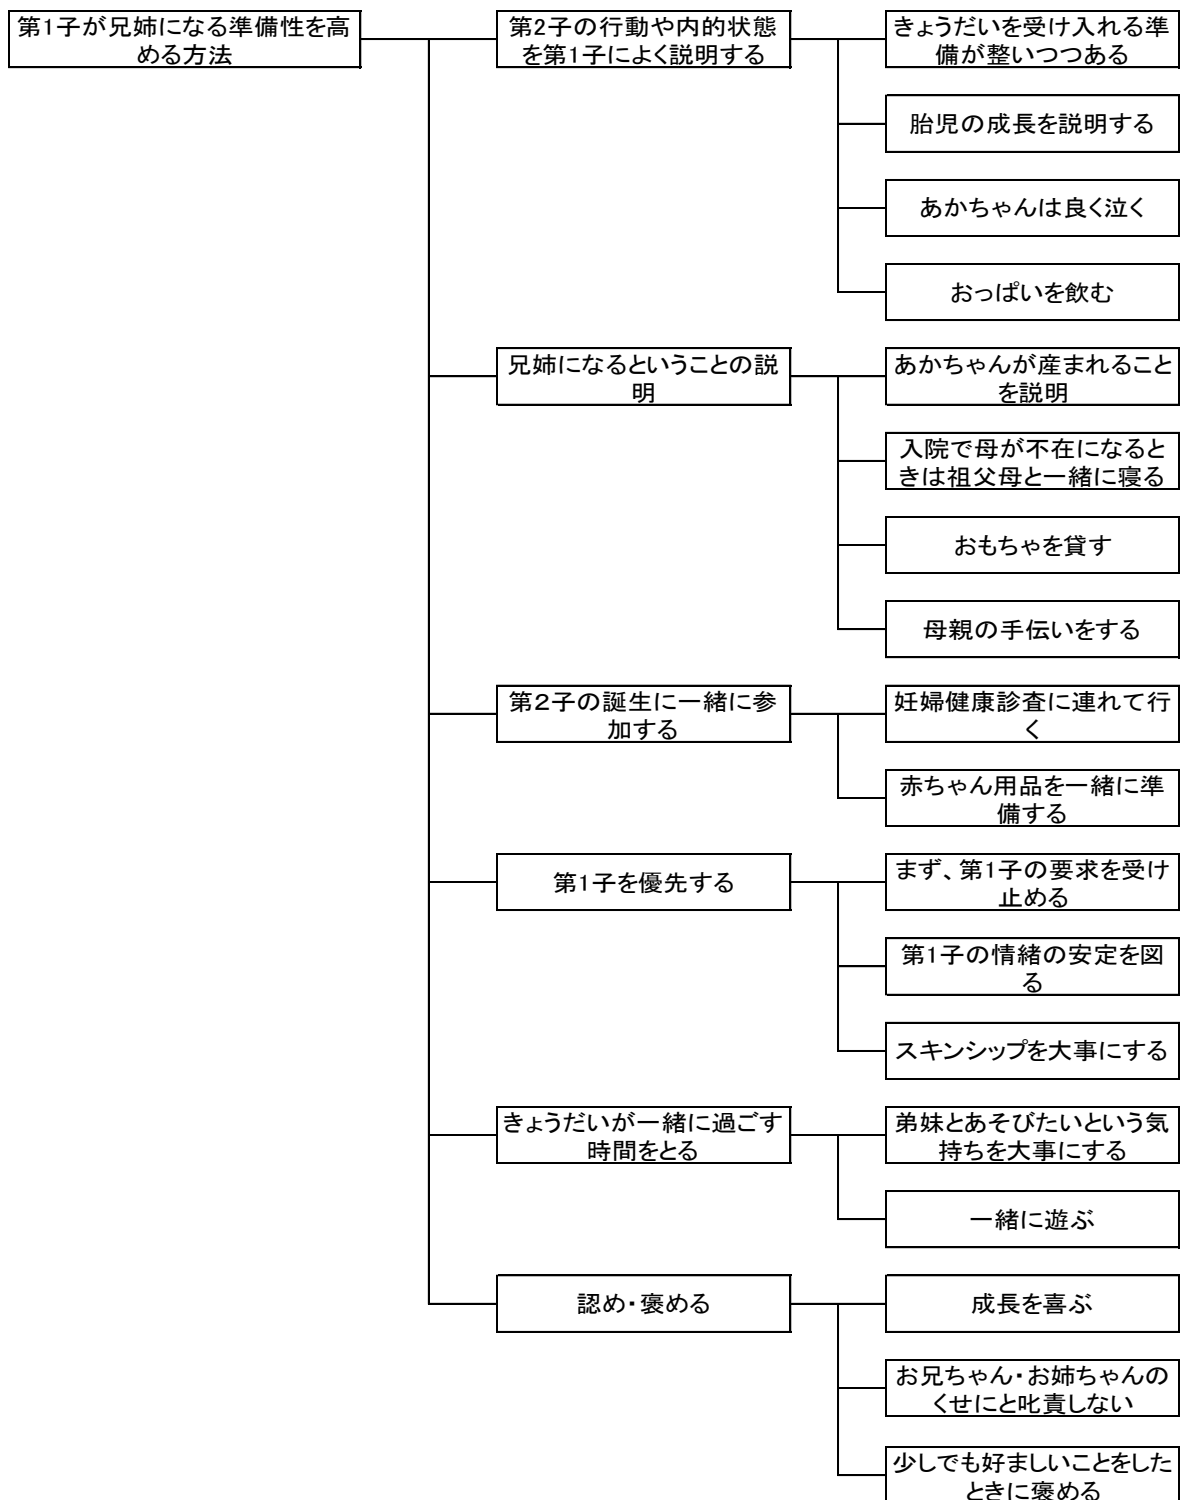 第1子が兄姉になる準備性を高
める方法
第2子の行動や内的状態
を第1子によく説明する
きょうだいを受け入れる準
備が整いつつある
胎児の成長を説明する
あかちゃんは良く泣く
おっぱいを飲む
兄姉になるということの説
明
あかちゃんが産まれること
を説明
入院で母が不在になると
きは祖父母と一緒に寝る
おもちゃを貸す
母親の手伝いをする
第２子の誕生に一緒に参
加する
妊婦健康診査に連れて行
く
赤ちゃん用品を一緒に準
備する
第1子を優先する
まず、第1子の要求を受け
止める
第1子の情緒の安定を図
る
スキンシップを大事にする
きょうだいが一緒に過ごす
時間をとる
弟妹とあそびたいという気
持ちを大事にする
一緒に遊ぶ
認め・褒める
成長を喜ぶ
お兄ちゃん・お姉ちゃんの
くせにと叱責しない
少しでも好ましいことをした
ときに褒める